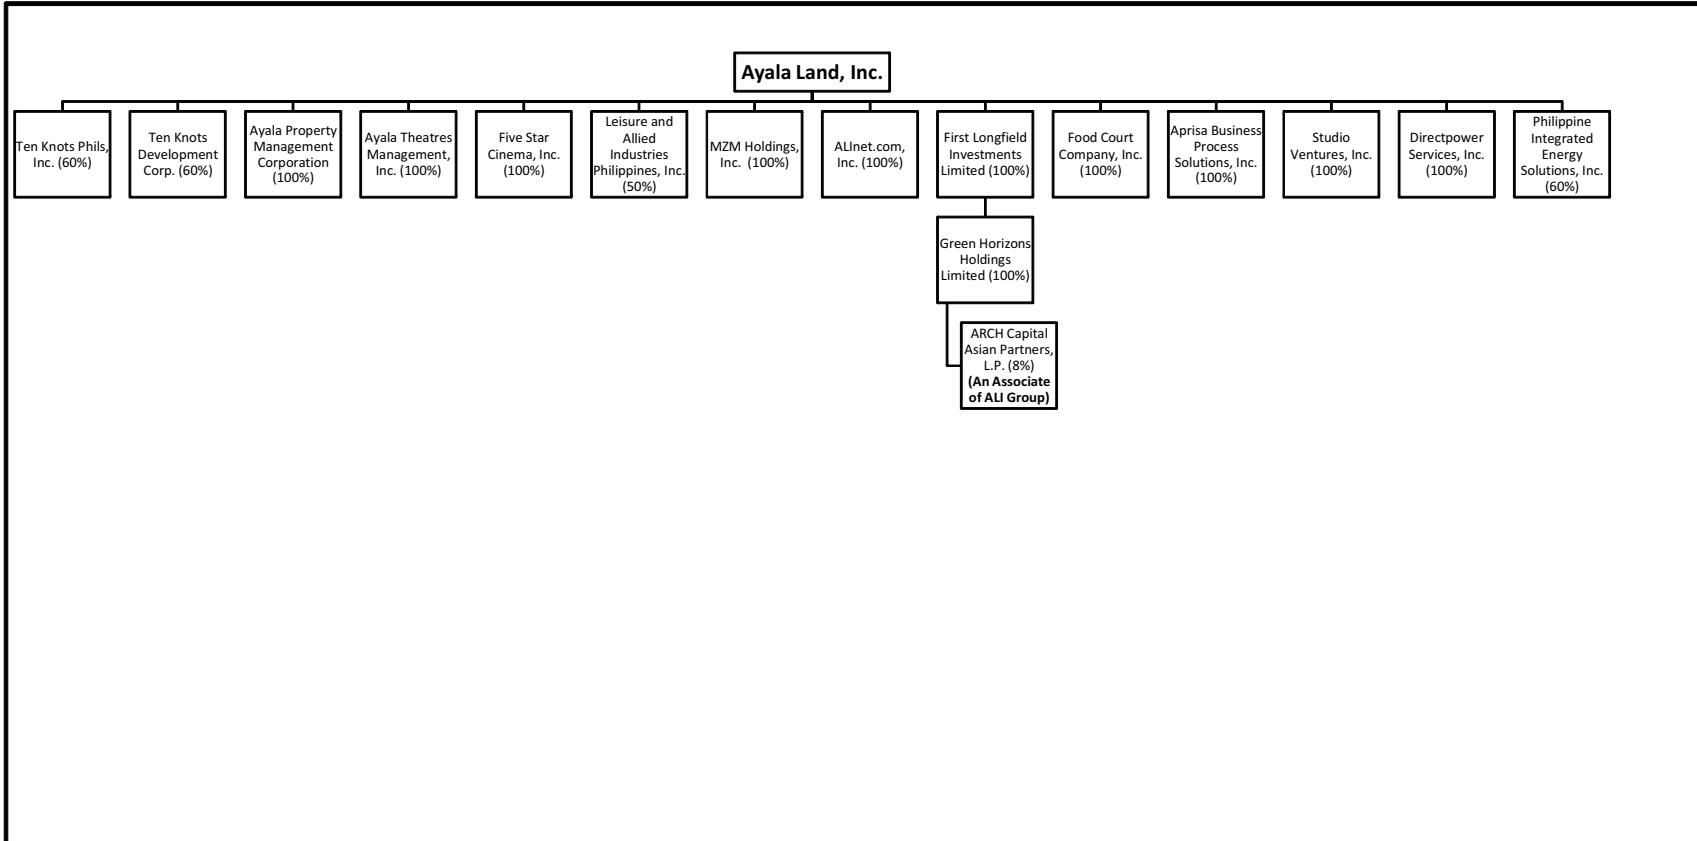 Ayala Land, Inc.
Ten Knots Phils,
Inc. (60%)
Ten Knots
Development
Corp. (60%)
Ayala Property
Management
Corporation
(100%)
Ayala Theatres
Management,
Inc. (100%)
Five Star
Cinema, Inc.
(100%)
Leisure and
Allied
Industries
Philippines, Inc.
(50%)
MZM Holdings,
Inc. (100%)
ALInet.com,
Inc. (100%)
First Longfield
Investments
Limited (100%)
Food Court
Company, Inc.
(100%)
Aprisa Business
Process
Solutions, Inc.
(100%)
Studio
Ventures, Inc.
(100%)
Directpower
Services, Inc.
(100%)
Philippine
Integrated
Energy
Solutions, Inc.
(60%)
Green Horizons
Holdings
Limited (100%)
ARCH Capital
Asian Partners,
L.P. (8%)
(An Associate
of ALI Group)